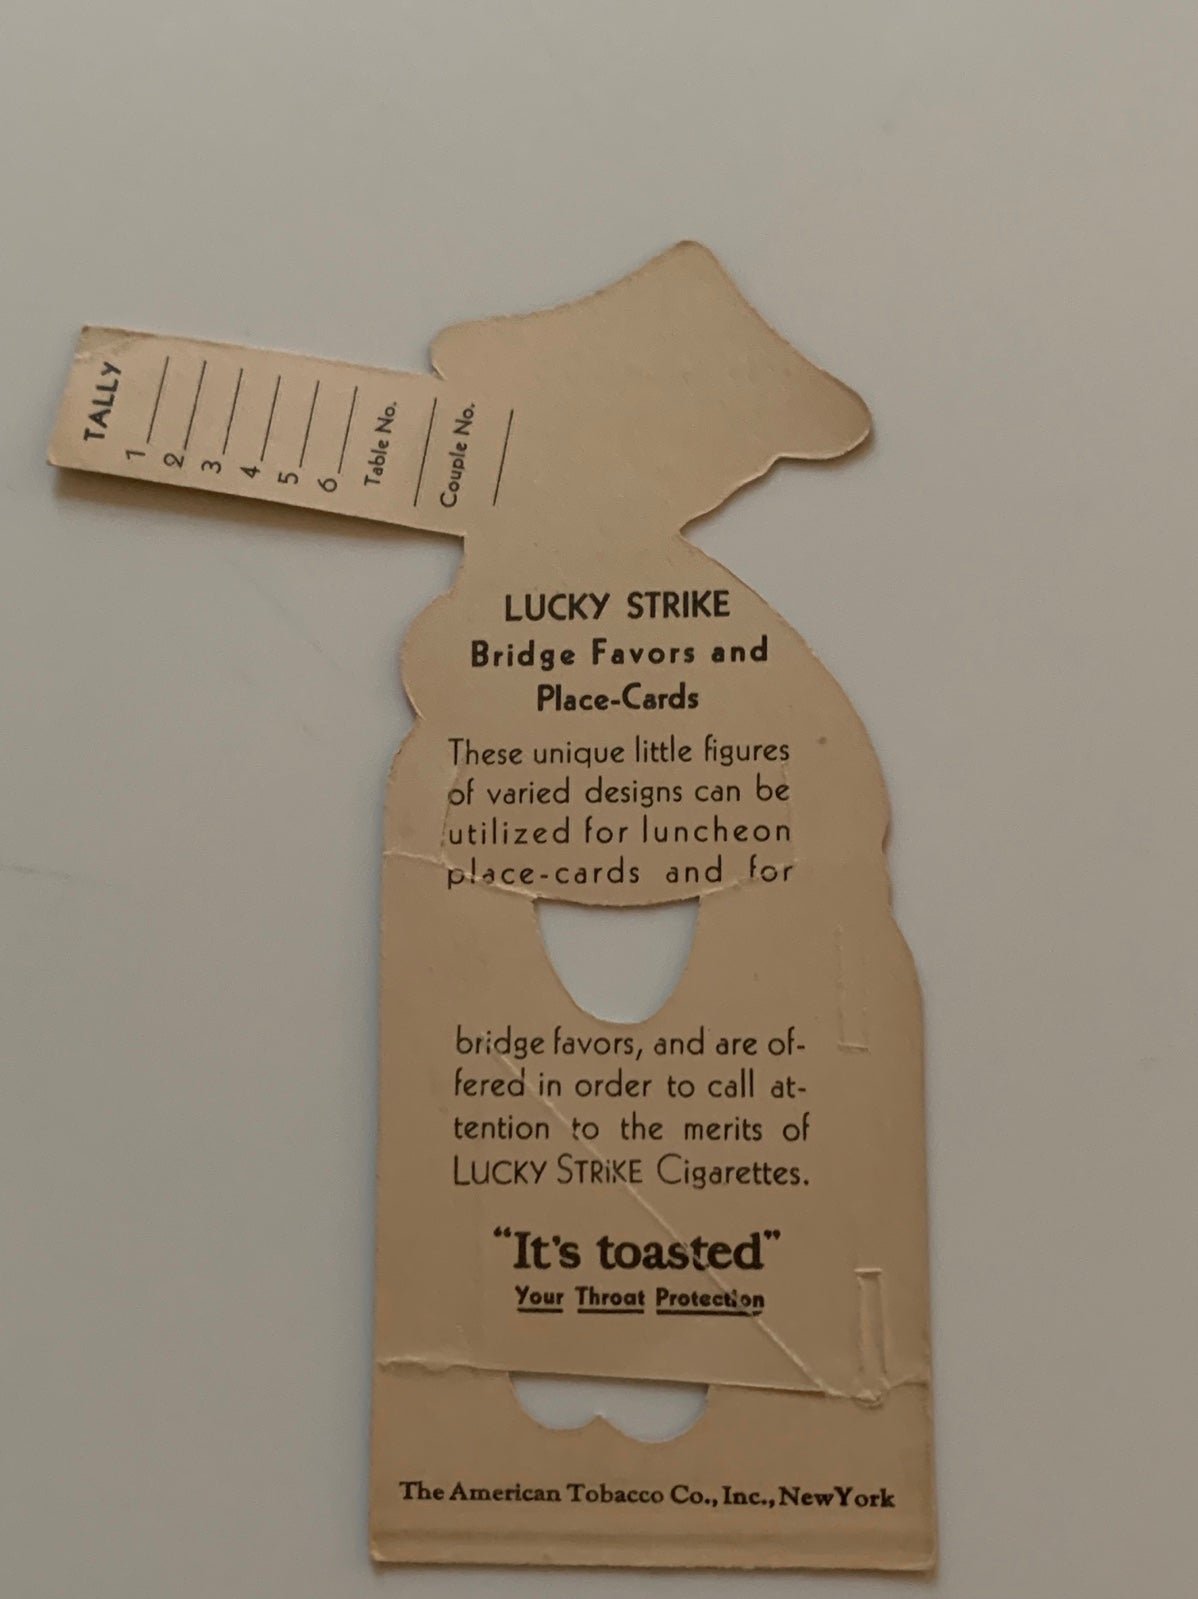 TALLY
1
2
3
4
5
6
Table No.
Couple No.
LUCKY STRIKE
Bridge Favors and
Place-Cards
These unique little figures
of varied designs can be
utilized for luncheon
place-cards and for
bridge favors, and are of-
fered in order to call at-
tention to the merits of
LUCKY STRiKE Cigarettes.
“It's toasted”
Your Throat Protection
The American Tobacco Co., Inc., New York